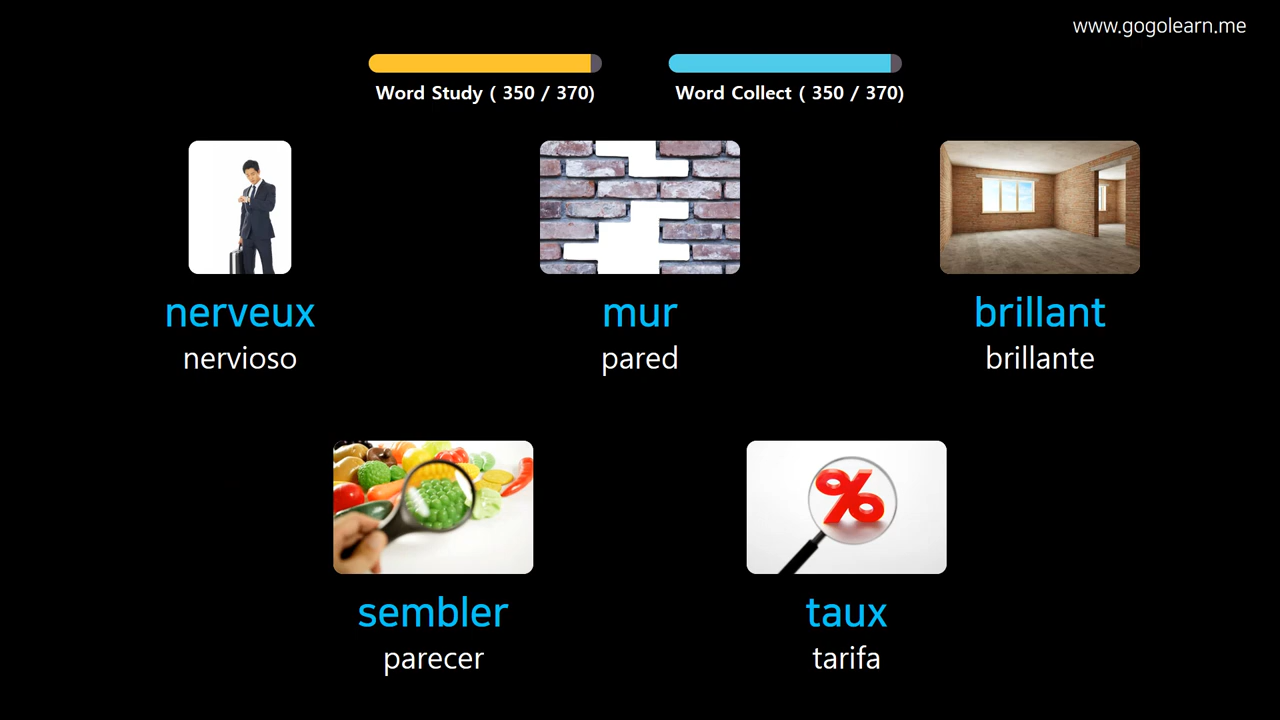 www.gogolearn.me
Word Study ( 350 / 370)
Word Collect ( 350 / 370)
nerveux
nervioso
mur
pared
brillant
brillante
sembler
parecer
taux
tarifa